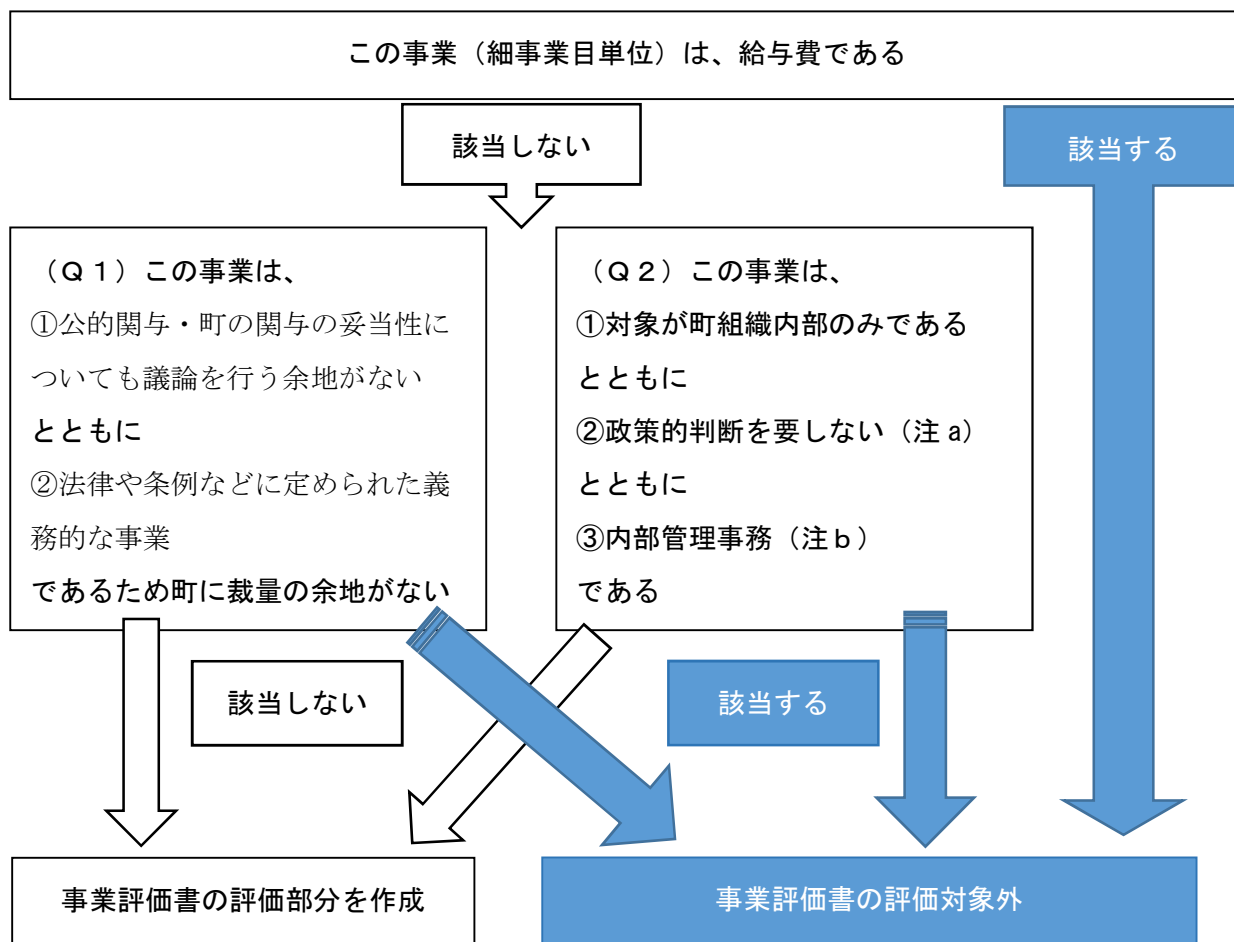 この事業（細事業目単位）は、給与費である
該当しない
該当する
（Ｑ１）この事業は、
①公的関与・町の関与の妥当性に
ついても議論を行う余地がない
とともに
②法律や条例などに定められた義
務的な事業
であるため町に裁量の余地がない
（Ｑ２）この事業は、
①対象が町組織内部のみである
とともに
②政策的判断を要しない（注 a）
とともに
③内部管理事務（注ｂ）
である
該当しない
該当する
事業評価書の評価部分を作成
事業評価書の評価対象外